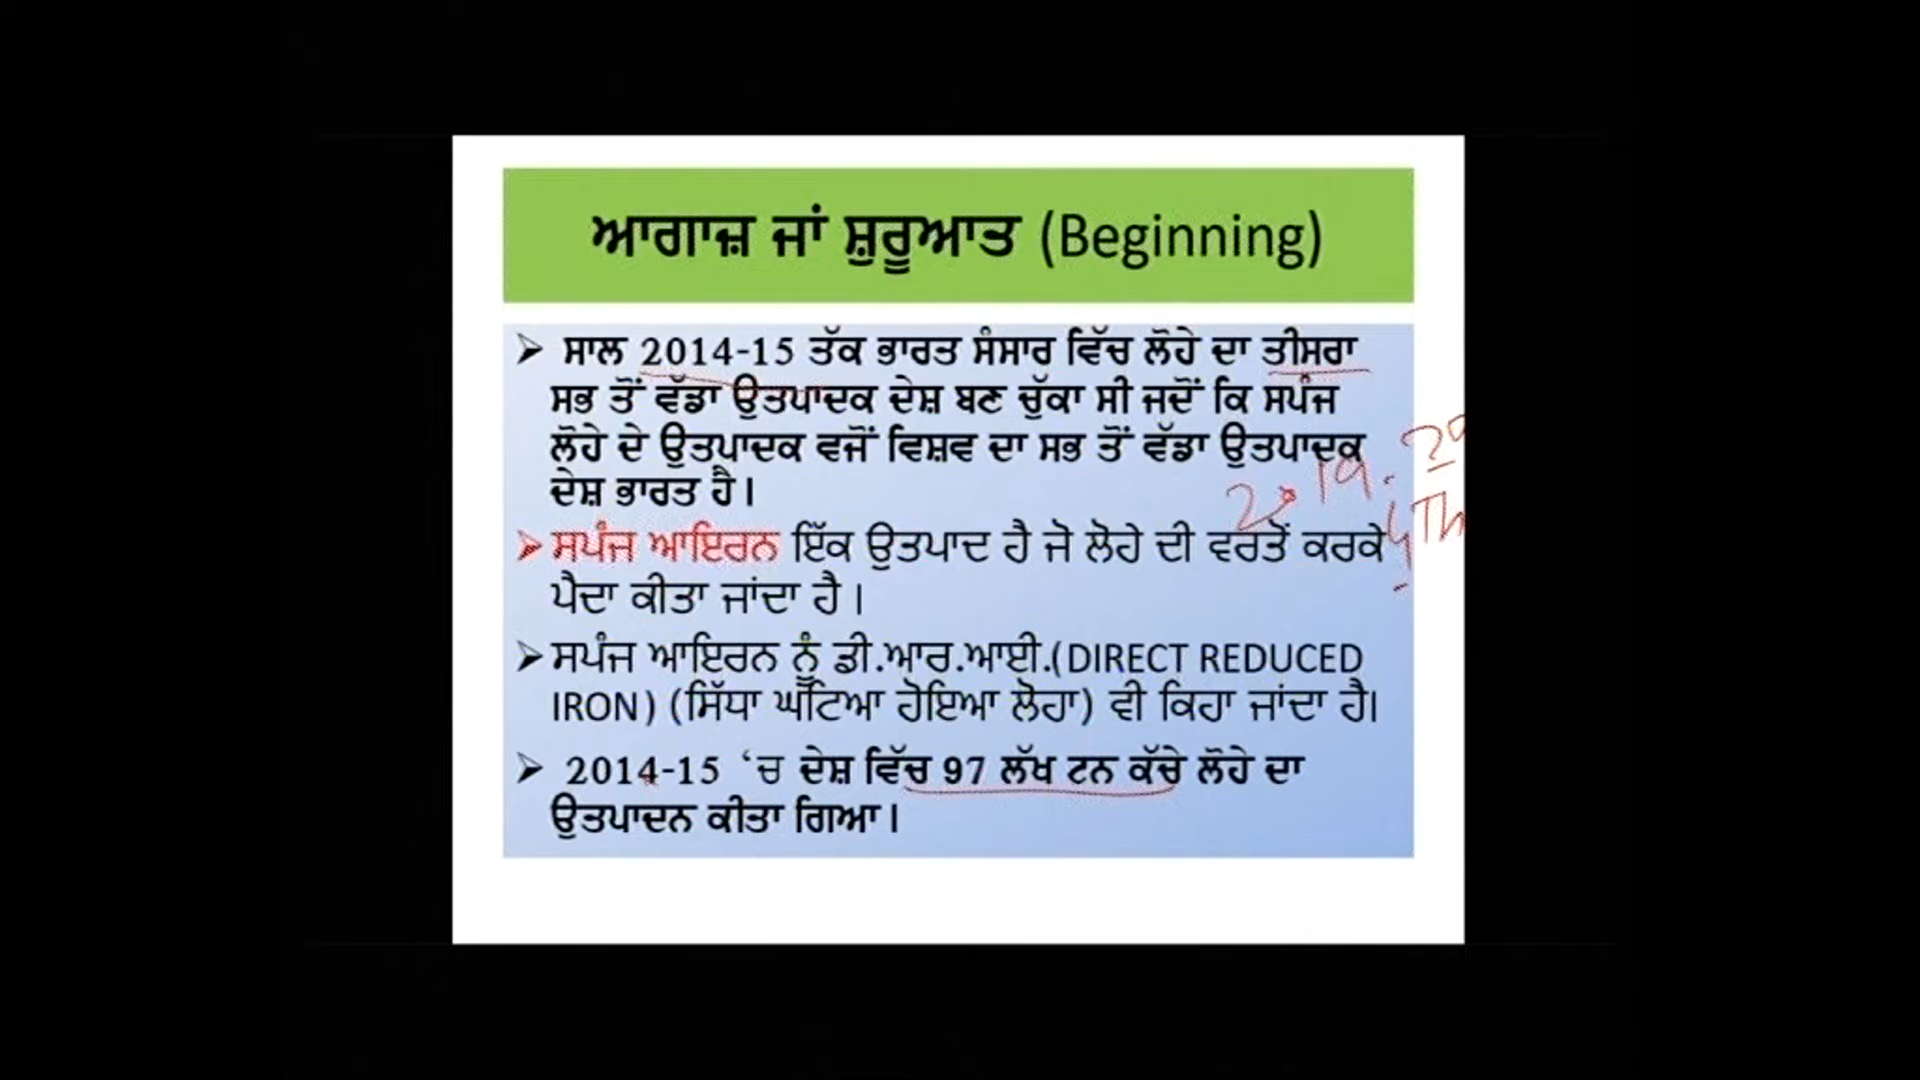 ਆਗਾਜ਼ ਜਾਂ ਸ਼ੁਰੂਆਤ (Beginning)
➢ ਸਾਲ 2014-15 ਤੱਕ ਭਾਰਤ ਸੰਸਾਰ ਵਿੱਚ ਲੋਹੇ ਦਾ ਤੀਸਰਾ
ਸਭ ਤੋਂ ਵੱਡਾ ਉਤਪਾਦਕ ਦੇਸ਼ ਬਣ ਚੁੱਕਾ ਸੀ ਜਦੋਂ ਕਿ ਸਪੰਜ
ਲੋਹੇ ਦੇ ਉਤਪਾਦਕ ਵਜੋਂ ਵਿਸ਼ਵ ਦਾ ਸਭ ਤੋਂ ਵੱਡਾ ਉਤਪਾਦਕ
ਦੇਸ਼ ਭਾਰਤ ਹੈ।
➢ ਸਪੰਜ ਆਇਰਨ ਇੱਕ ਉਤਪਾਦ ਹੈ ਜੋ ਲੋਹੇ ਦੀ ਵਰਤੋਂ ਕਰਕੇ
ਪੈਦਾ ਕੀਤਾ ਜਾਂਦਾ ਹੈ।
➢ ਸਪੰਜ ਆਇਰਨ ਨੂੰ ਡੀ.ਆਰ.ਆਈ.(DIRECT REDUCED
IRON) (ਸਿੱਧਾ ਘਟਿਆ ਹੋਇਆ ਲੋਹਾ) ਵੀ ਕਿਹਾ ਜਾਂਦਾ ਹੈ।
➢ 2014-15 ‘ਚ ਦੇਸ਼ ਵਿੱਚ 97 ਲੱਖ ਟਨ ਕੱਚੇ ਲੋਹੇ ਦਾ
ਉਤਪਾਦਨ ਕੀਤਾ ਗਿਆ।